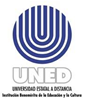 UNED
UNIVERSIDAD ESTATAL A DISTANCIA
Institución Benemérita de la Educación y la Cultura